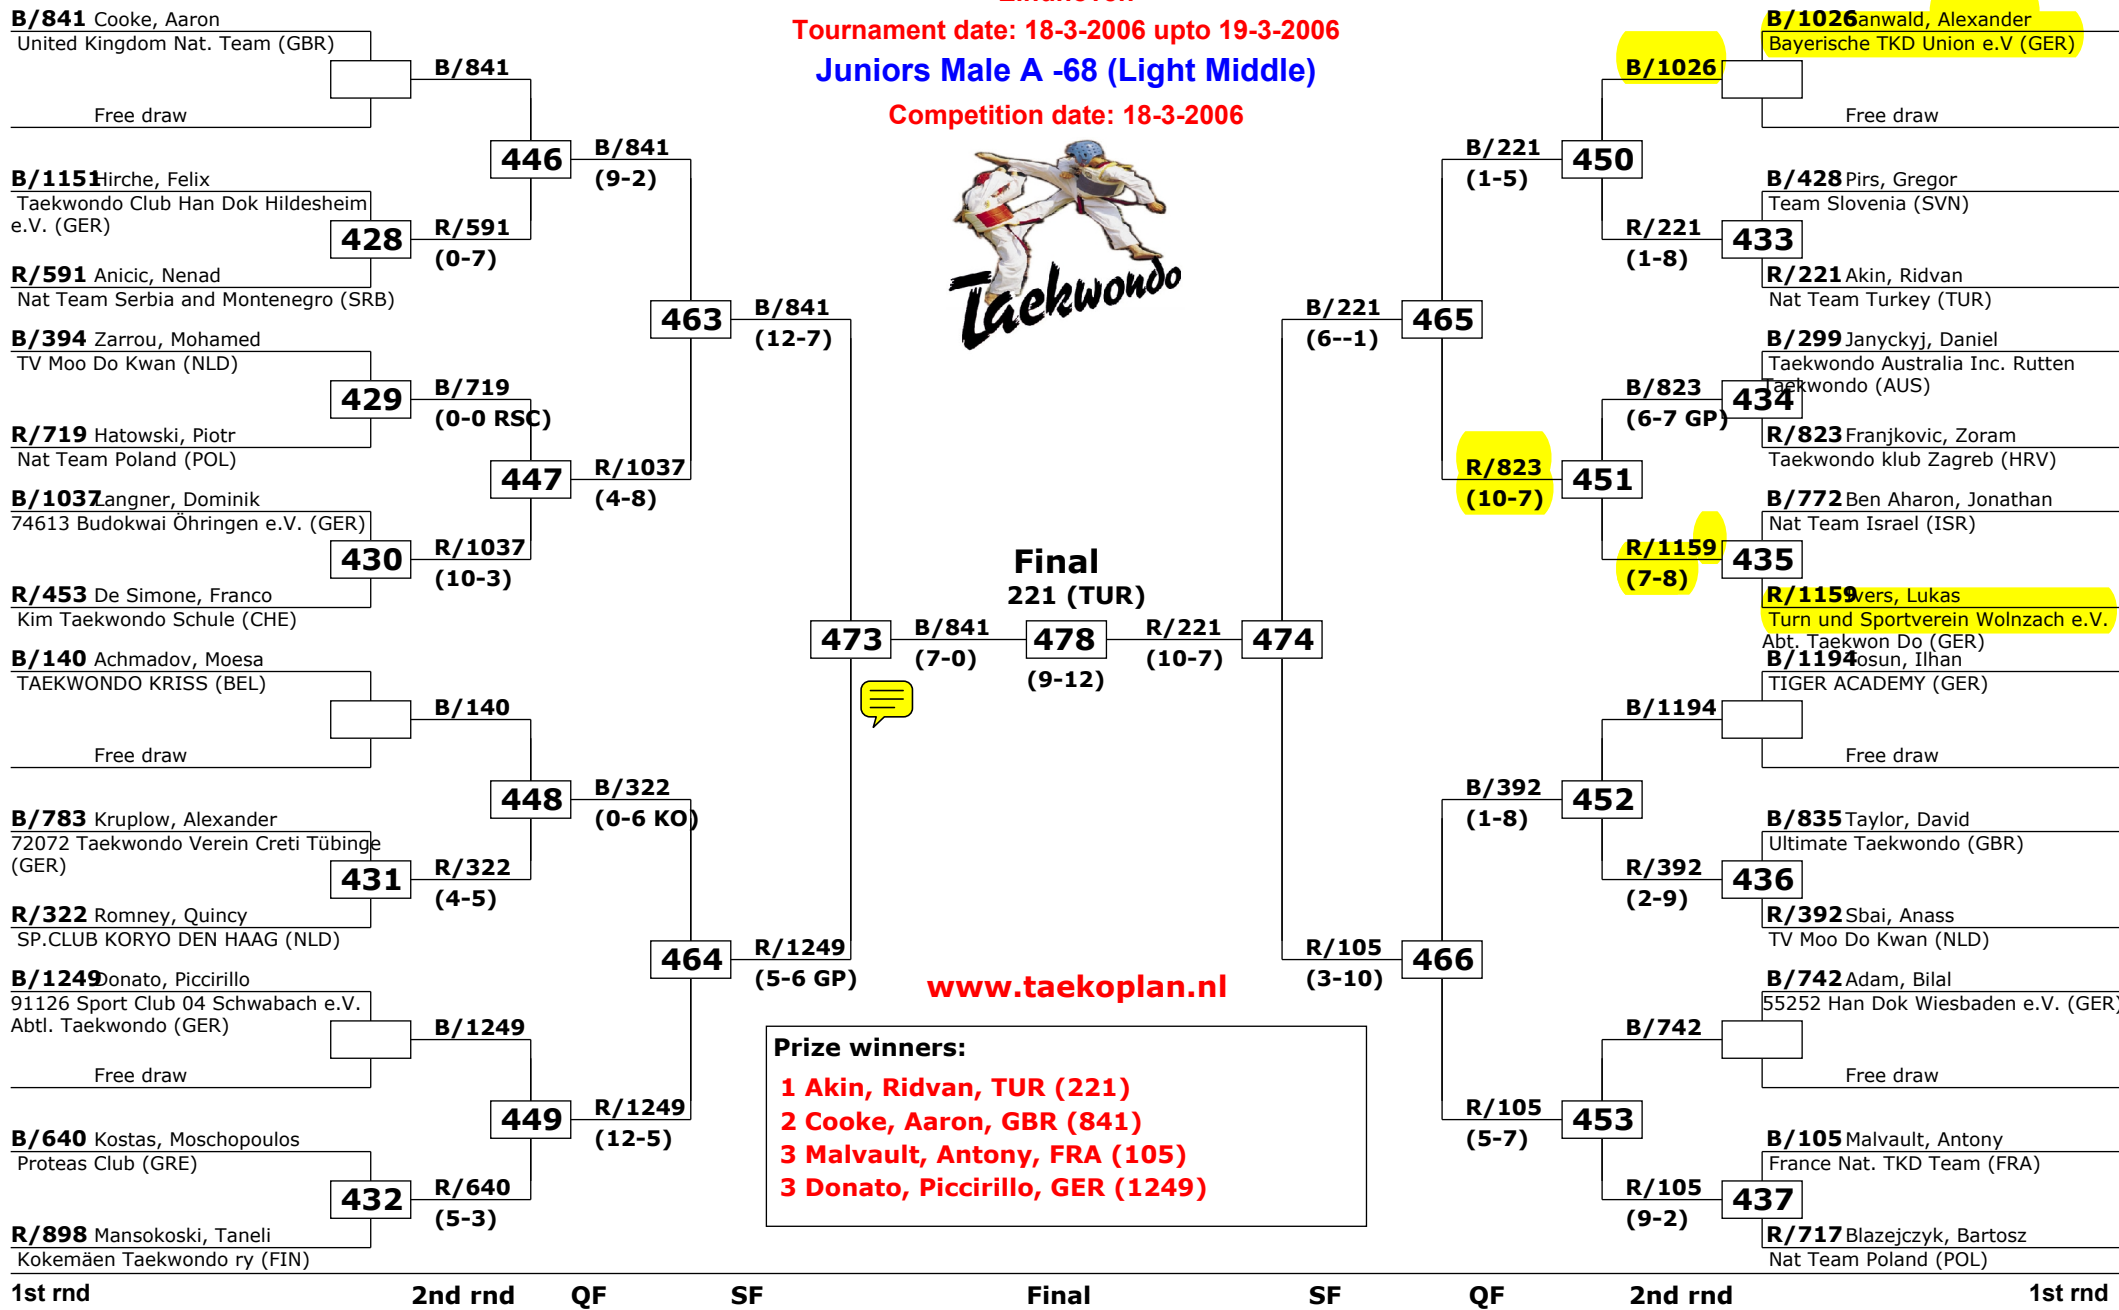 Tournament date: 18-3-2006 upto 19-3-2006
Juniors Male A -68 (Light Middle)
Competition date: 18-3-2006
Taekwondo
B/841 Cooke, Aaron
United Kingdom Nat. Team (GBR)
B/841
Free draw
446
B/841
(9-2)
B/1151 Hirche, Felix
Taekwondo Club Han Dok Hildesheim
e.V. (GER)
428
R/591
(0-7)
R/591 Anicic, Nenad
Nat Team Serbia and Montenegro (SRB)
463
B/841
(12-7)
B/394 Zarrou, Mohamed
TV Moo Do Kwan (NLD)
429
B/719
(0-0 RSC)
R/719 Hatowski, Piotr
Nat Team Poland (POL)
447
R/1037
(4-8)
B/1037 Langner, Dominik
74613 Budokwai Öhringen e.V. (GER)
430
R/1037
(10-3)
R/453 De Simone, Franco
Kim Taekwondo Schule (CHE)
473
B/841
(7-0)
B/140 Achmadov, Moesa
TAEKWONDO KRISS (BEL)
B/140
Free draw
448
B/322
(0-6 KO)
B/783 Kruplow, Alexander
72072 Taekwondo Verein Creti Tübinge
(GER)
431
R/322
(4-5)
R/322 Romney, Quincy
SP.CLUB KORYO DEN HAAG (NLD)
464
R/1249
(5-6 GP)
B/1249 Donato, Piccirillo
91126 Sport Club 04 Schwabach e.V.
Abtl. Taekwondo (GER)
B/1249
Free draw
449
R/1249
(12-5)
B/640 Kostas, Moschopoulos
Proteas Club (GRE)
432
R/640
(5-3)
R/898 Mansokoski, Taneli
Kokemäen Taekwondo ry (FIN)
Final
221 (TUR)
478
(9-12)
B/1026 anwald, Alexander
Bayerische TKD Union e.V (GER)
B/1026
Free draw
B/221
(1-5)
450
B/428 Pirs, Gregor
Team Slovenia (SVN)
R/221
(1-8)
433
R/221 Akin, Ridvan
Nat Team Turkey (TUR)
B/221
(6--1)
465
B/299 Janyckyj, Daniel
Taekwondo Australia Inc. Rutten
Taekwondo (AUS)
B/823
(6-7 GP)
434
R/823 Franjkovic, Zoram
Taekwondo klub Zagreb (HRV)
R/823
(10-7)
451
B/772 Ben Aharon, Jonathan
Nat Team Israel (ISR)
R/1159
(7-8)
435
R/1159 vers, Lukas
Turn und Sportverein Wolnzach e.V.
Abt. Taekwon Do (GER)
R/221
(10-7)
474
B/1194 Tosun, Ilhan
TIGER ACADEMY (GER)
B/1194
Free draw
B/392
(1-8)
452
B/835 Taylor, David
Ultimate Taekwondo (GBR)
R/392
(2-9)
436
R/392 Sbai, Anass
TV Moo Do Kwan (NLD)
R/105
(3-10)
466
B/742 Adam, Bilal
55252 Han Dok Wiesbaden e.V. (GER)
B/742
Free draw
R/105
(5-7)
453
B/105 Malvault, Antony
France Nat. TKD Team (FRA)
R/105
(9-2)
437
R/717 Blazejczyk, Bartosz
Nat Team Poland (POL)
www.taekoplan.nl
Prize winners:
1 Akin, Ridvan, TUR (221)
2 Cooke, Aaron, GBR (841)
3 Malvault, Antony, FRA (105)
3 Donato, Piccirillo, GER (1249)
1st rnd 2nd rnd QF SF Final SF QF 2nd rnd 1st rnd